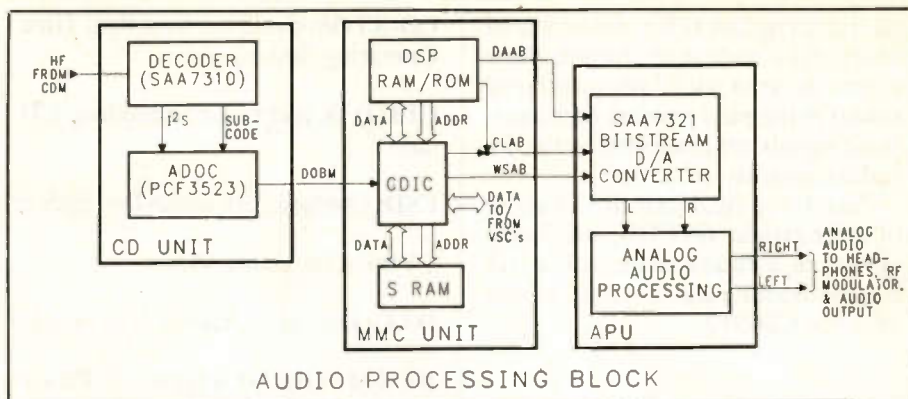 HF
FROM
CDM
DECODER
(SAA7310)
I²S
SUB-
CODE
ADOC
(PCF3523)
CD UNIT
DOBM
DSP
RAM/ROM
DATA
ADDR
CDIC
DATA
ADDR
S RAM
MMC UNIT
DAAB
CLAB
WSAB
DATA
TO/
FROM
VSC's
SAA7321
BITSTREAM
D/A
CONVERTER
L
R
ANALOG
AUDIO
PROCESSING
APU
RIGHT
LEFT
ANALOG
AUDIO
TO HEAD-
PHONES, RF
MODULATOR,
& AUDIO
OUTPUT
AUDIO PROCESSING BLOCK